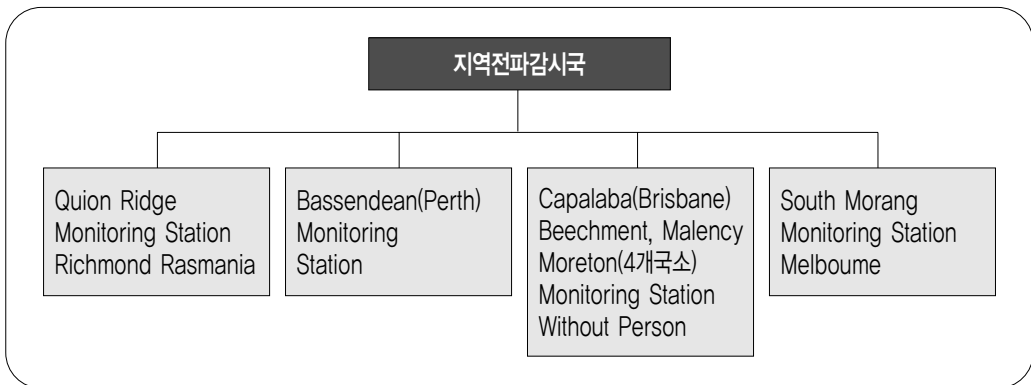 지역전파감시국
Quion Ridge
Monitoring Station
Richmond Rasmania
Bassendean(Perth)
Monitoring
Station
Capalaba(Brisbane)
Beechment, Malency
Moreton(4개국소)
Monitoring Station
Without Person
South Morang
Monitoring Station
Melboume